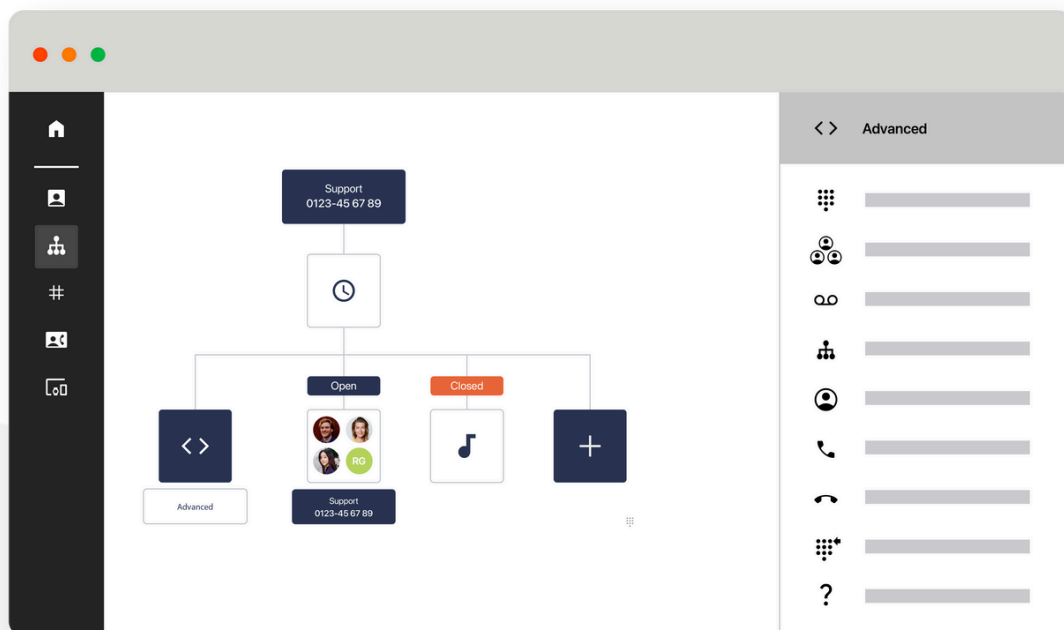 Advanced
Support
0123-45 67 89
Open
Closed
RG
Advanced
Support
0123-45 67 89